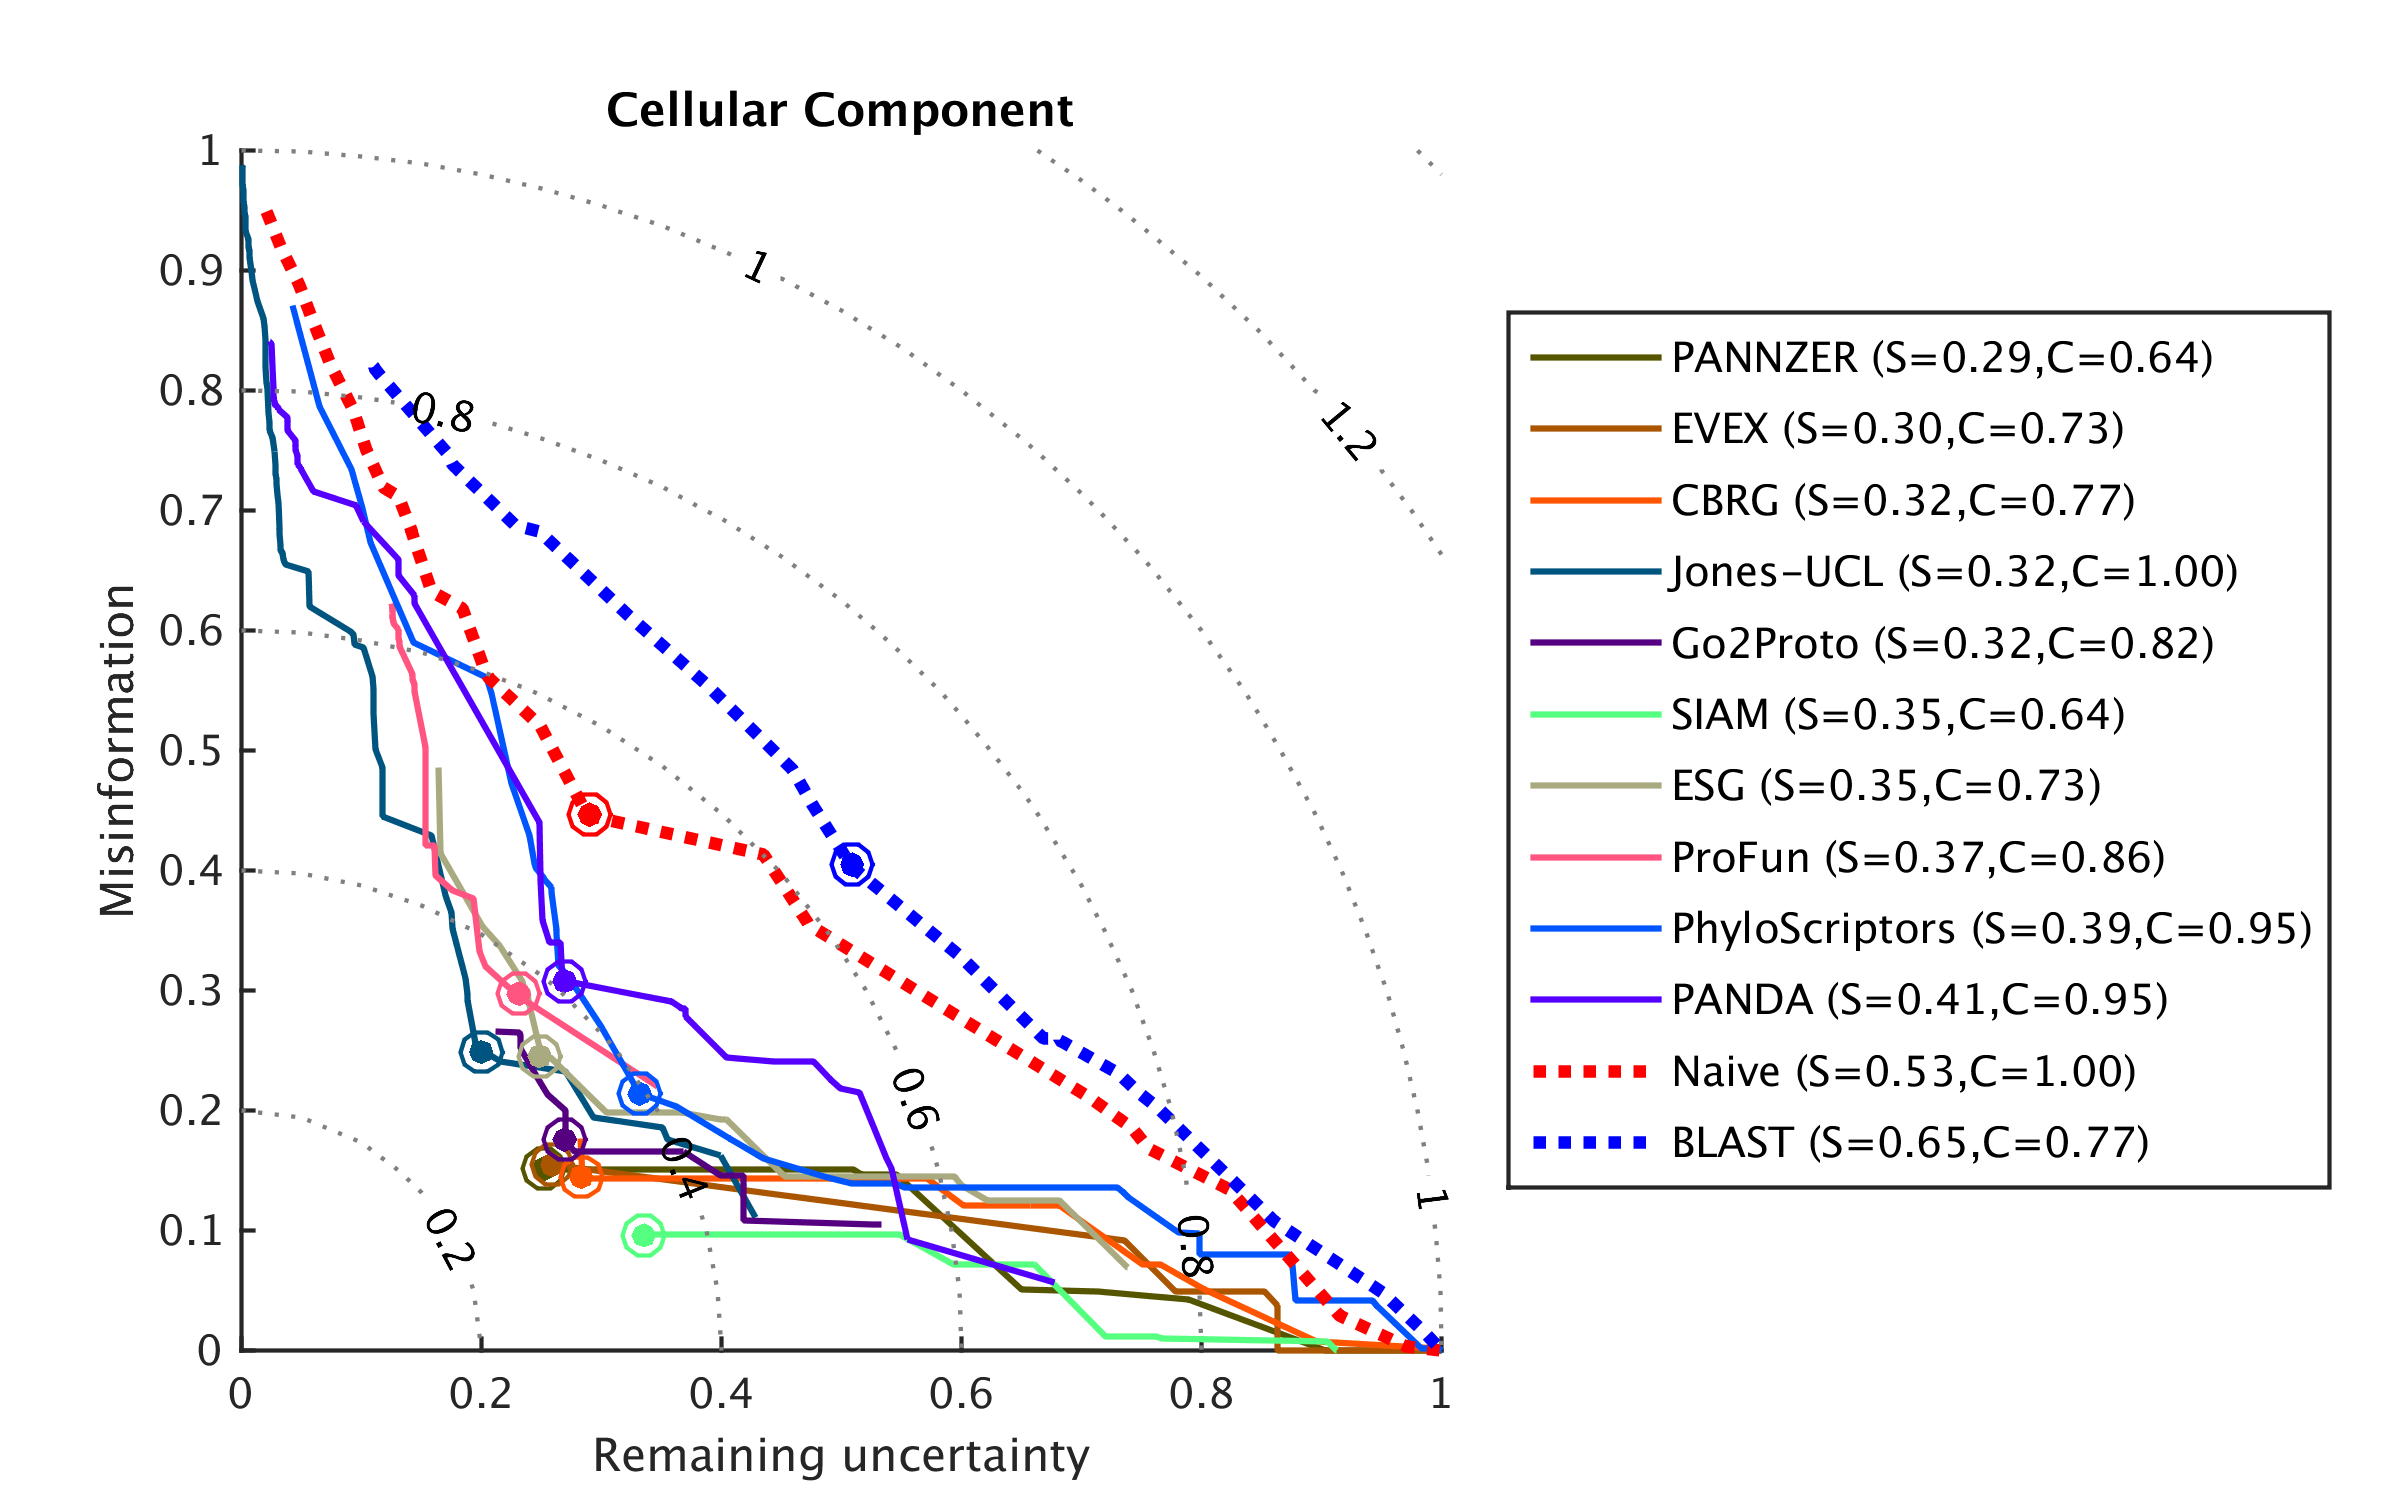 Cellular Component
1
0.9
0.8
0.7
0.6
0.5
0.4
0.3
0.2
0.1
0
Misinformation
0 0.2 0.4 0.6 0.8 1
Remaining uncertainty
1
0.8
1.2
0.6
0.4
0.2
0.8
1
PANNZER (S=0.29,C=0.64)
EVEX (S=0.30,C=0.73)
CBRG (S=0.32,C=0.77)
Jones-UCL (S=0.32,C=1.00)
Go2Proto (S=0.32,C=0.82)
SIAM (S=0.35,C=0.64)
ESG (S=0.35,C=0.73)
ProFun (S=0.37,C=0.86)
PhyloScriptors (S=0.39,C=0.95)
PANDA (S=0.41,C=0.95)
Naive (S=0.53,C=1.00)
BLAST (S=0.65,C=0.77)